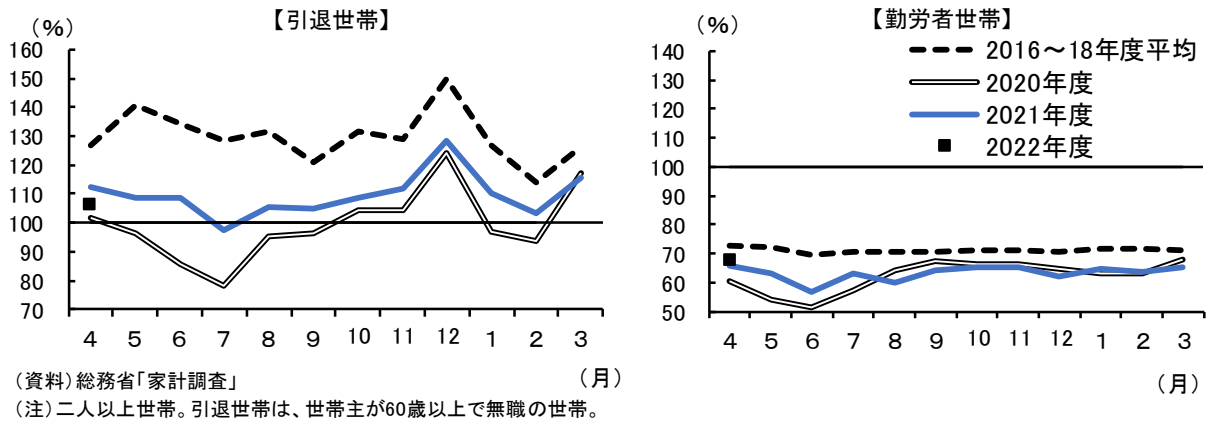 【引退世帯】
（％）
160
150
140
130
120
110
100
90
80
70
4 5 6 7 8 9 10 11 12 1 2 3
（月）
【勤労者世帯】
（％）
140
130
120
110
100
90
80
70
60
50
2016～18年度平均
2020年度
2021年度
2022年度
4 5 6 7 8 9 10 11 12 1 2 3
（月）
（資料）総務省「家計調査」
（注）二人以上世帯。引退世帯は、世帯主が60歳以上で無職の世帯。